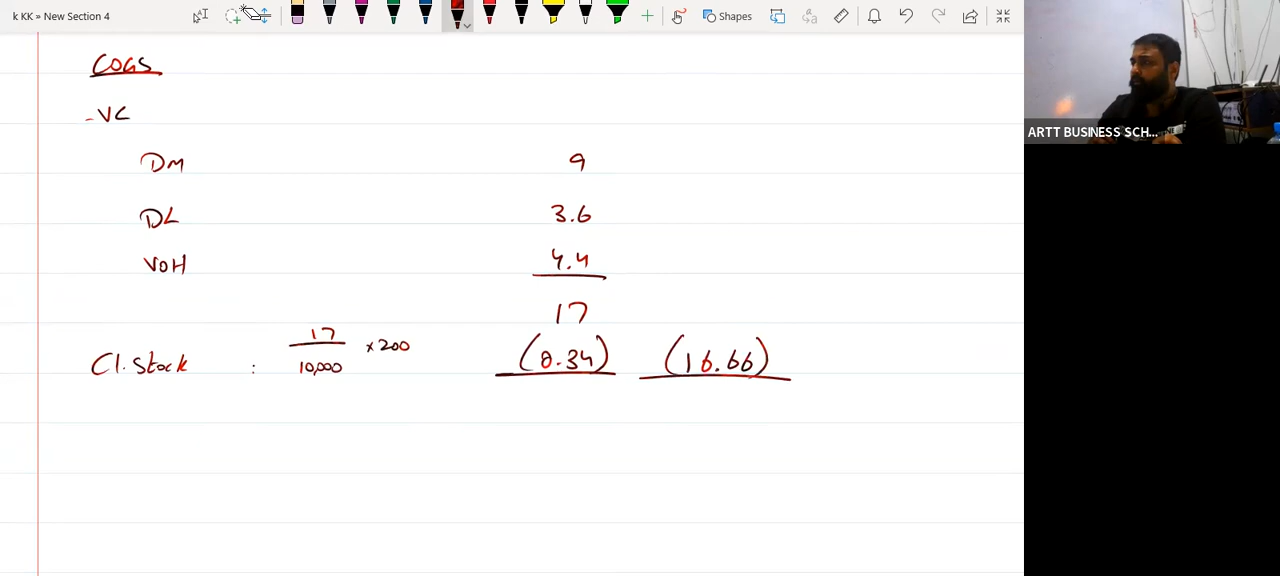 k KK » New Section 4
Shapes
COGS
-VC
DM 9
DL 3.6
VOH 4.4
17
Cl. Stock : 17/10,000 ×200 (0.34) (16.66)
ARTT BUSINESS SCH...